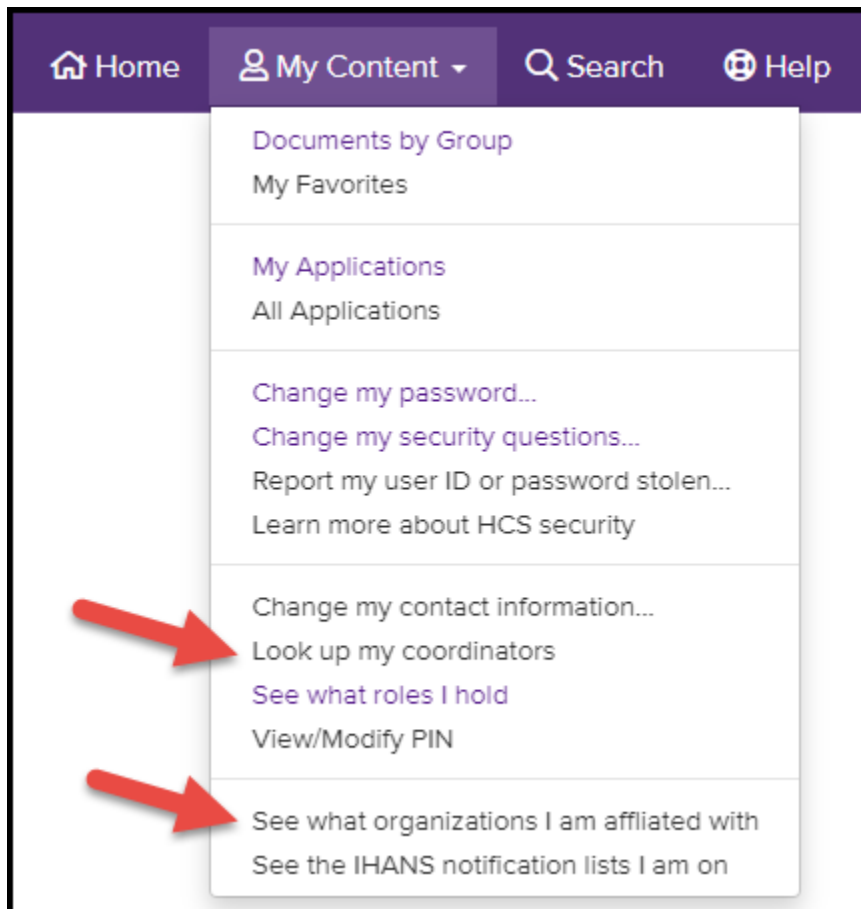 Home My Content Search Help
Documents by Group
My Favorites
My Applications
All Applications
Change my password...
Change my security questions...
Report my user ID or password stolen...
Learn more about HCS security
Change my contact information...
Look up my coordinators
See what roles I hold
View/Modify PIN
See what organizations I am affliated with
See the IHANS notification lists I am on